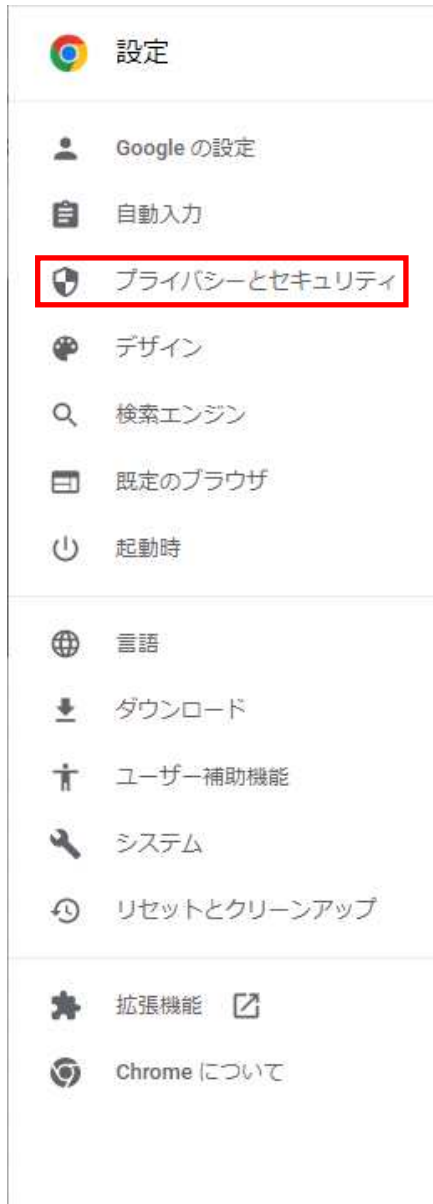 設定
Google の設定
自動入力
プライバシーとセキュリティ
デザイン
検索エンジン
既定のブラウザ
起動時
言語
ダウンロード
ユーザー補助機能
システム
リセットとクリーンアップ
拡張機能
Chrome について